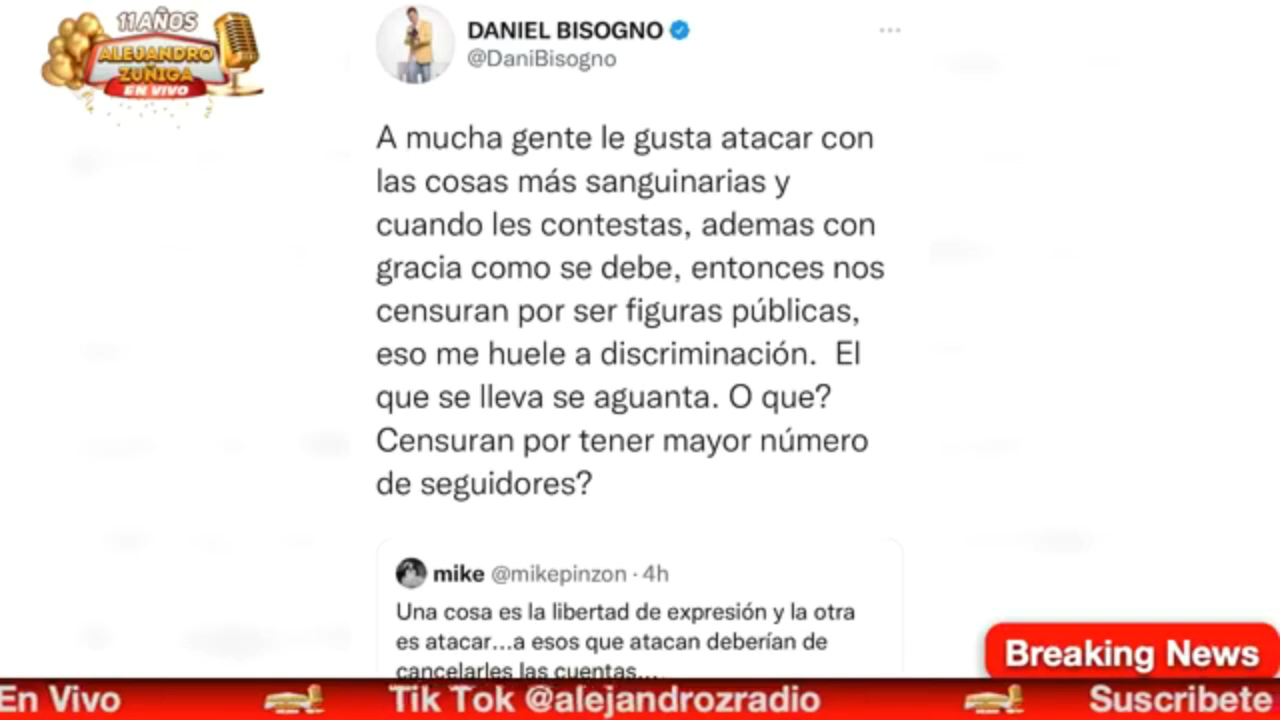 11 AÑOS
ALEJANDRO
ZUÑIGA
EN VIVO
DANIEL BISOGNO
@DaniBisogno
A mucha gente le gusta atacar con
las cosas más sanguinarias y
cuando les contestas, ademas con
gracia como se debe, entonces nos
censuran por ser figuras públicas,
eso me huele a discriminación.  El
que se lleva se aguanta. O que?
Censuran por tener mayor número
de seguidores?
mike @mikepinzon · 4h
Una cosa es la libertad de expresión y la otra
es atacar...a esos que atacan deberían de
cancelarles las cuentas...
Breaking News
En Vivo
Tik Tok @alejandrozradio
Suscribete